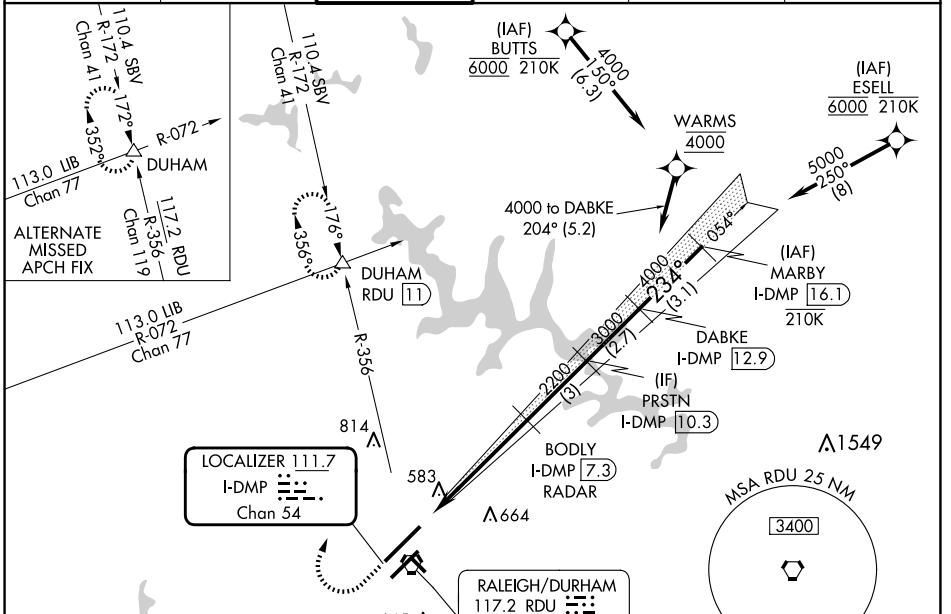 110.4 SBV
R-172
Chan 41
172°
352°
R-072
DUHAM
113.0 LIB
Chan 77
117.2 RDU
R-356
Chan 119
ALTERNATE
MISSED
APCH FIX
110.4 SBV
R-172
Chan 41
176°
356°
DUHAM
RDU 11
113.0 LIB
R-072
Chan 77
R-356
(IAF)
BUTTS
6000 210K
4000
150°
(6.3)
WARMS
4000
(IAF)
ESELL
6000 210K
5000
250°
(8)
4000 to DABKE
204° (5.2)
054°
4000
234°
(3.1)
(IAF)
MARBY
I-DMP 16.1
210K
3000
(2.7)
DABKE
I-DMP 12.9
2200
(3)
(IF)
PRSTN
I-DMP 10.3
BODLY
I-DMP 7.3
RADAR
814
583
664
1549
LOCALIZER 111.7
I-DMP
Chan 54
MSA RDU 25 NM
3400
RALEIGH/DURHAM
117.2 RDU